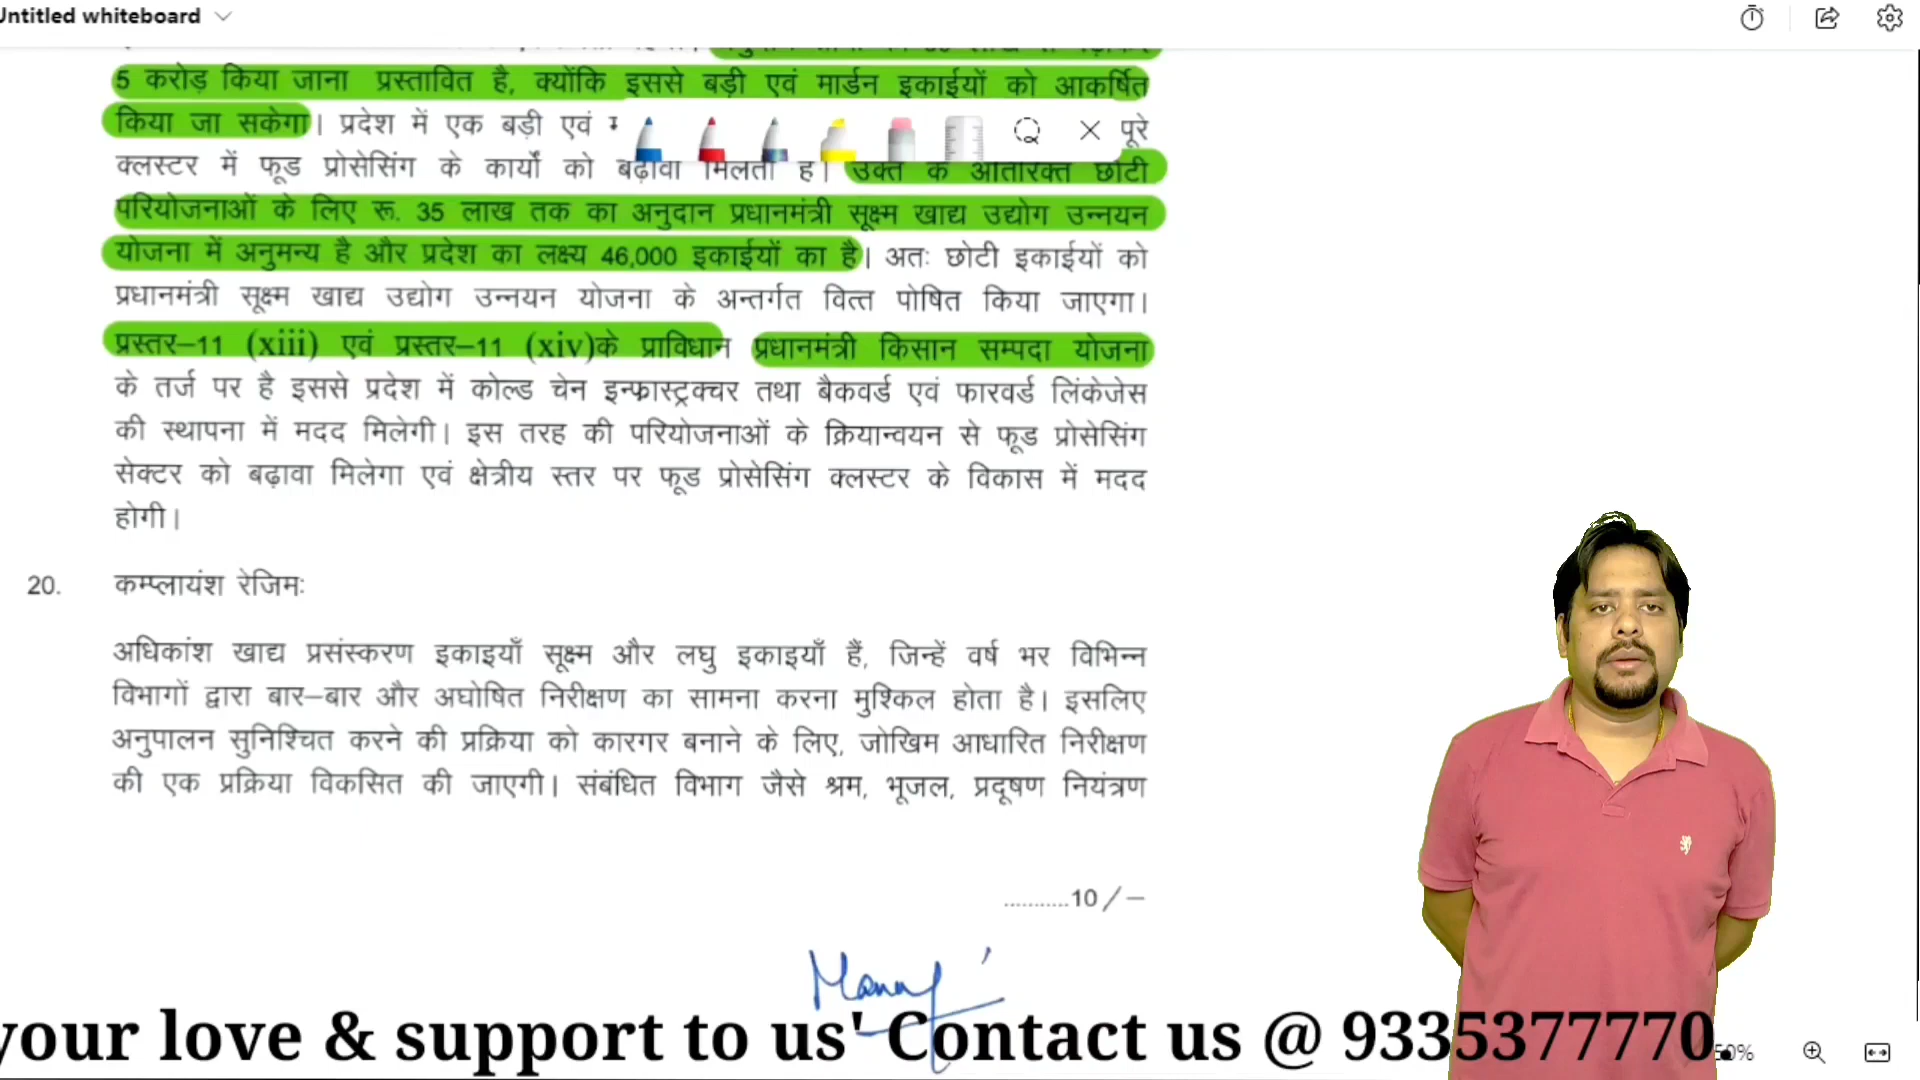 Untitled whiteboard
5 करोड़ किया जाना प्रस्तावित है, क्योंकि इससे बड़ी एवं मार्डन इकाईयों को आकर्षित
किया जा सकेगा। प्रदेश में एक बड़ी एवं पूरे
क्लस्टर में फूड प्रोसेसिंग के कार्यों को बढ़ावा मिलता है। उक्त के अतिरिक्त छोटी
परियोजनाओं के लिए रू. 35 लाख तक का अनुदान प्रधानमंत्री सूक्ष्म खाद्य उद्योग उन्नयन
योजना में अनुमन्य है और प्रदेश का लक्ष्य 46,000 इकाईयों का है। अतः छोटी इकाईयों को
प्रधानमंत्री सूक्ष्म खाद्य उद्योग उन्नयन योजना के अन्तर्गत वित्त पोषित किया जाएगा।
प्रस्तर–11 (xiii) एवं प्रस्तर–11 (xiv)के प्राविधान प्रधानमंत्री किसान सम्पदा योजना
के तर्ज पर है इससे प्रदेश में कोल्ड चेन इन्फ्रास्ट्रक्चर तथा बैकवर्ड एवं फारवर्ड लिंकेजेस
की स्थापना में मदद मिलेगी। इस तरह की परियोजनाओं के क्रियान्वयन से फूड प्रोसेसिंग
सेक्टर को बढ़ावा मिलेगा एवं क्षेत्रीय स्तर पर फूड प्रोसेसिंग क्लस्टर के विकास में मदद
होगी।
20. कम्प्लायंश रेजिमः
अधिकांश खाद्य प्रसंस्करण इकाइयाँ सूक्ष्म और लघु इकाइयाँ हैं, जिन्हें वर्ष भर विभिन्न
विभागों द्वारा बार–बार और अघोषित निरीक्षण का सामना करना मुश्किल होता है। इसलिए
अनुपालन सुनिश्चित करने की प्रक्रिया को कारगर बनाने के लिए, जोखिम आधारित निरीक्षण
की एक प्रक्रिया विकसित की जाएगी। संबंधित विभाग जैसे श्रम, भूजल, प्रदूषण नियंत्रण
...........10/–
your love & support to us' Contact us @ 9335377770.